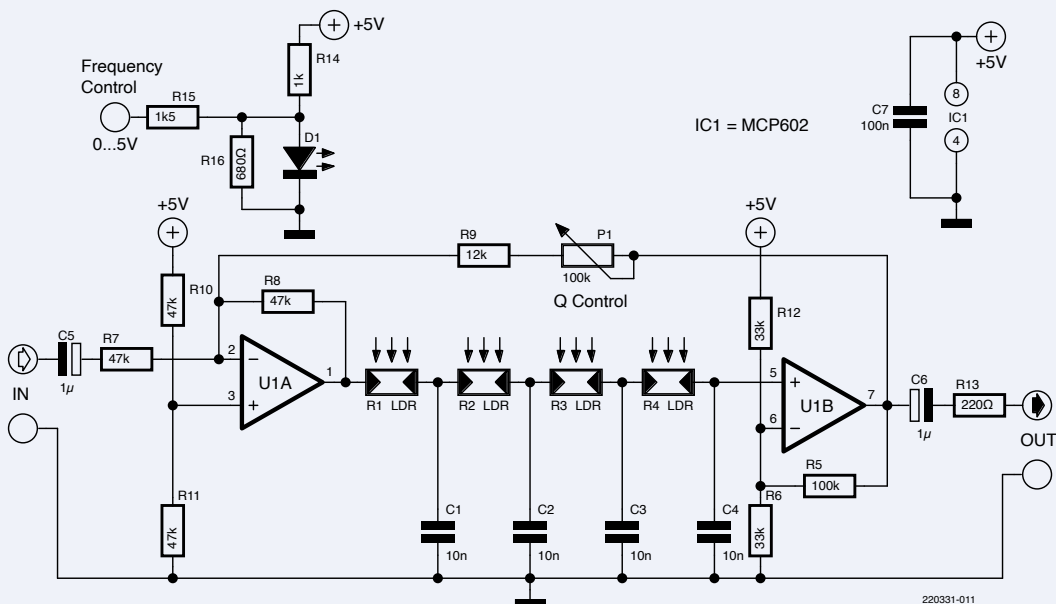 +5V
R14
1k
Frequency
Control
R15
1k5
0...5V
R16
680Ω
D1
+5V
C7
100n
8
IC1
4
IC1 = MCP602
+5V
R10
47k
R9
12k
P1
100k
Q Control
+5V
R12
33k
R8
47k
C5
1µ
R7
47k
IN
2
–
3
+
1
U1A
R1 LDR
R2 LDR
R3 LDR
R4 LDR
5
+
6
–
7
U1B
C6
1µ
R13
220Ω
OUT
R5
100k
R11
47k
C1
10n
C2
10n
C3
10n
C4
10n
R6
33k
220331-011